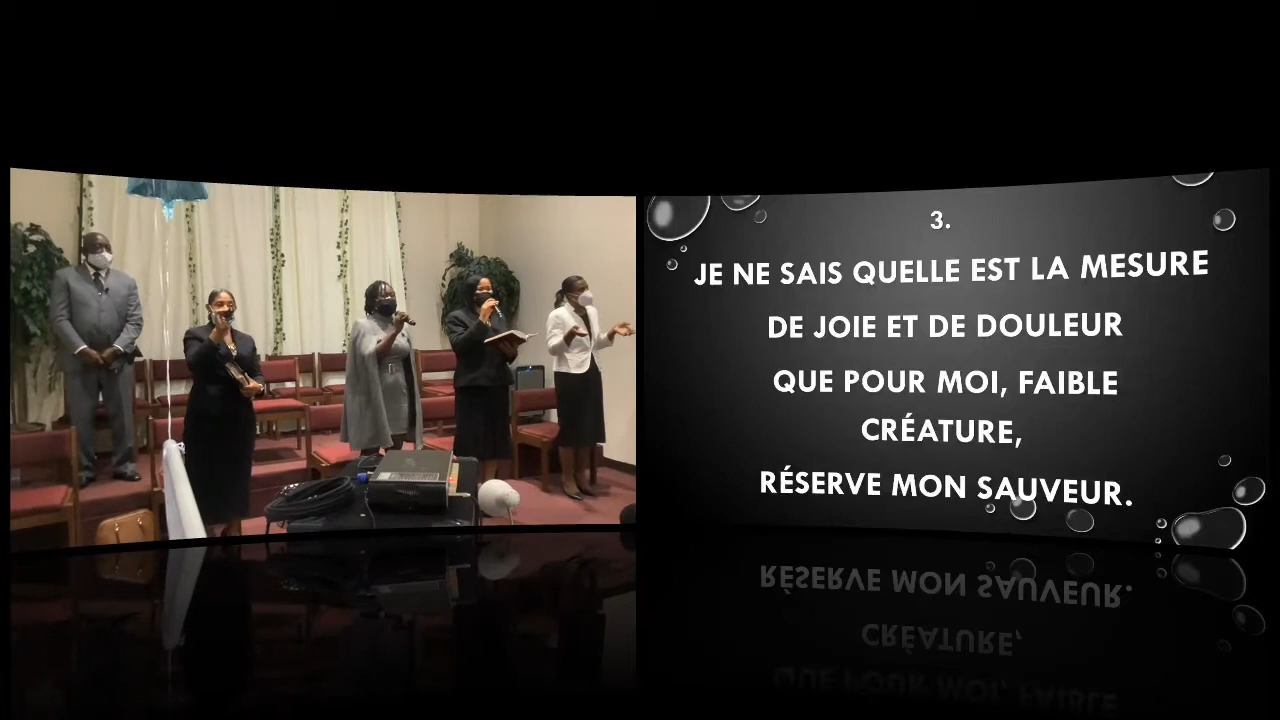 3.
JE NE SAIS QUELLE EST LA MESURE
DE JOIE ET DE DOULEUR
QUE POUR MOI, FAIBLE
CRÉATURE,
RÉSERVE MON SAUVEUR.